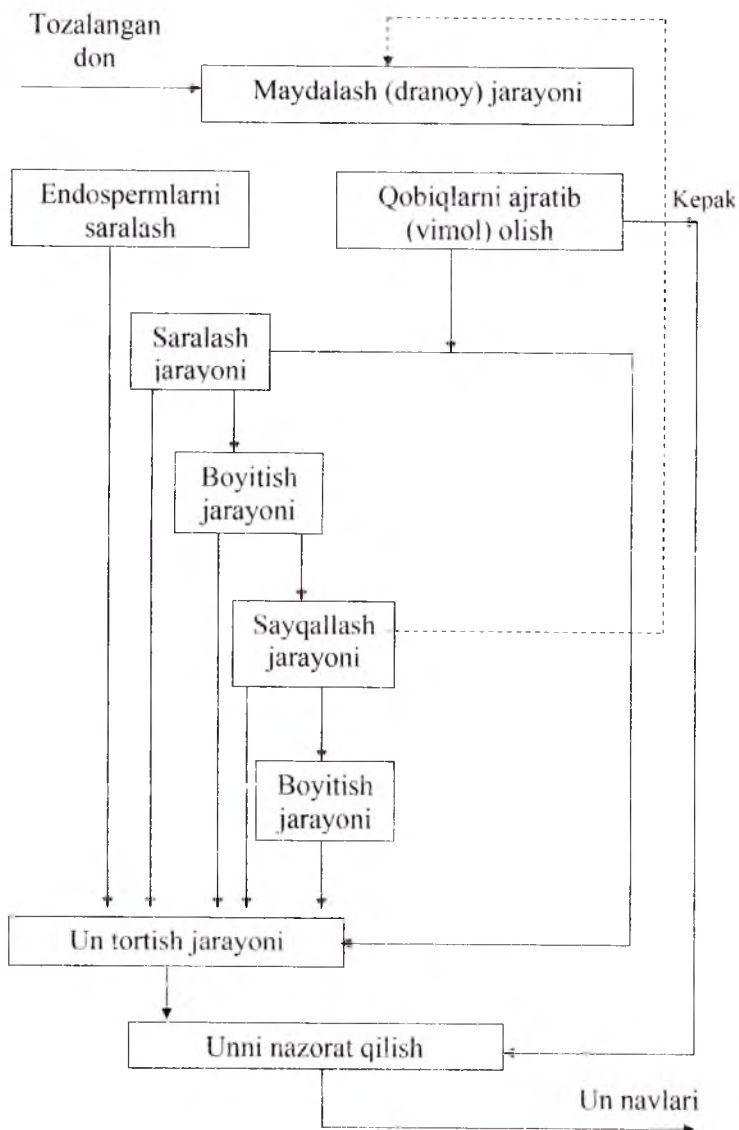 Tozalangan
don
Maydalash (dranoy) jarayoni
Endospermlarni
saralash
Qobiqlarni ajratib
(vimol) olish
Kepak
Saralash
jarayoni
Boyitish
jarayoni
Sayqallash
jarayoni
Boyitish
jarayoni
Un tortish jarayoni
Unni nazorat qilish
Un navlari